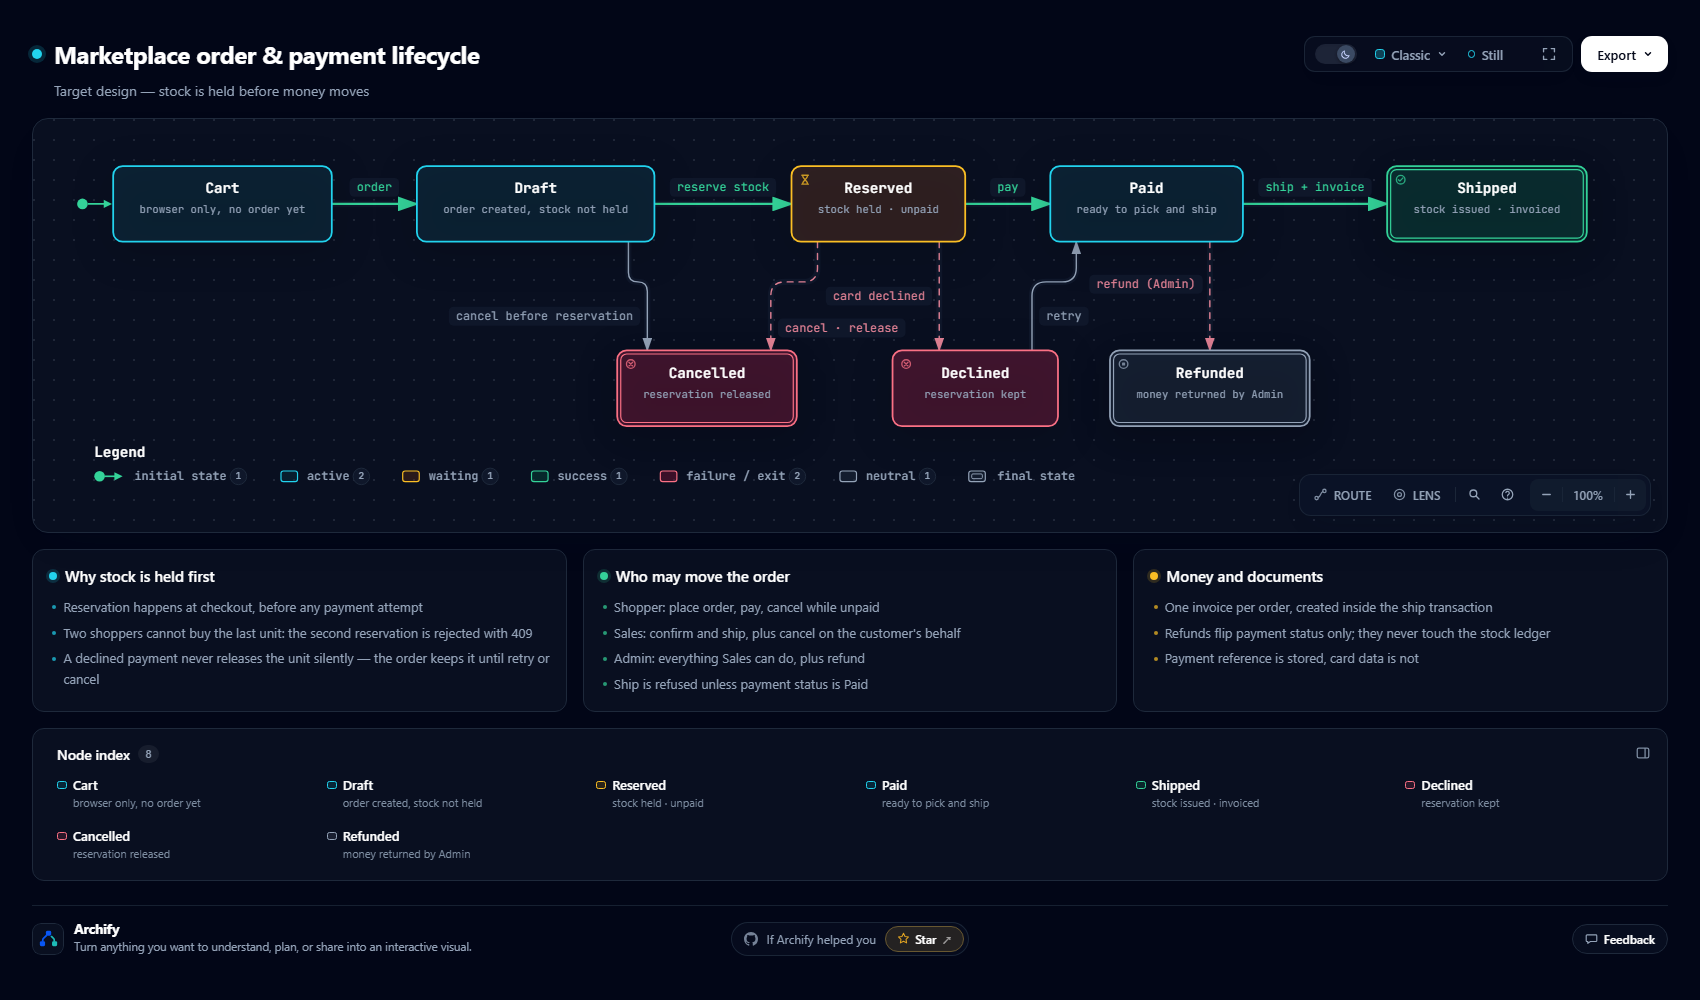 Marketplace order & payment lifecycle
Target design — stock is held before money moves
Classic
Still
Export
Cart
browser only, no order yet
order
Draft
order created, stock not held
reserve stock
Reserved
stock held · unpaid
pay
Paid
ready to pick and ship
ship + invoice
Shipped
stock issued · invoiced
cancel before reservation
card declined
cancel · release
retry
refund (Admin)
Cancelled
reservation released
Declined
reservation kept
Refunded
money returned by Admin
Legend
initial state 1
active 2
waiting 1
success 1
failure / exit 2
neutral 1
final state
ROUTE
LENS
100%
Why stock is held first
Reservation happens at checkout, before any payment attempt
Two shoppers cannot buy the last unit: the second reservation is rejected with 409
A declined payment never releases the unit silently — the order keeps it until retry or
cancel
Who may move the order
Shopper: place order, pay, cancel while unpaid
Sales: confirm and ship, plus cancel on the customer's behalf
Admin: everything Sales can do, plus refund
Ship is refused unless payment status is Paid
Money and documents
One invoice per order, created inside the ship transaction
Refunds flip payment status only; they never touch the stock ledger
Payment reference is stored, card data is not
Node index 8
Cart
browser only, no order yet
Draft
order created, stock not held
Reserved
stock held · unpaid
Paid
ready to pick and ship
Shipped
stock issued · invoiced
Declined
reservation kept
Cancelled
reservation released
Refunded
money returned by Admin
Archify
Turn anything you want to understand, plan, or share into an interactive visual.
If Archify helped you
Star ↗
Feedback